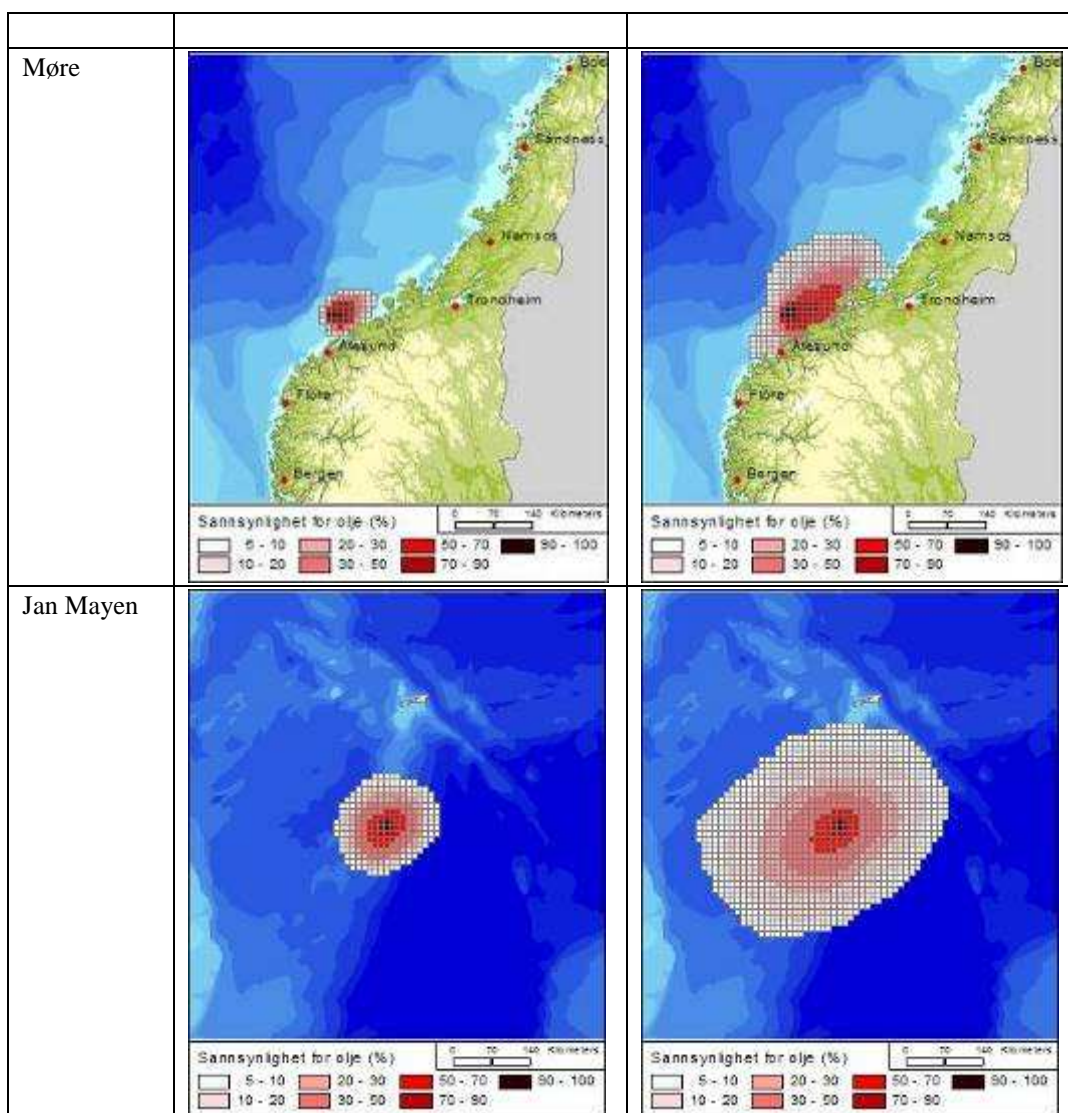 Møre
Bod
Sandness
Namsos
Trondheim
Ålesund
Florø
Bergen
Sannsynlighet for olje (%)
0 70 140 Kilometers
5 - 10 20 - 30 50 - 70 90 - 100
10 - 20 30 - 50 70 - 90
Bod
Sandness
Namsos
Trondheim
Ålesund
Florø
Bergen
Sannsynlighet for olje (%)
0 70 140 Kilometers
5 - 10 20 - 30 50 - 70 90 - 100
10 - 20 30 - 50 70 - 90
Jan Mayen
Sannsynlighet for olje (%)
0 70 140 Kilometers
5 - 10 20 - 30 50 - 70 90 - 100
10 - 20 30 - 50 70 - 90
Sannsynlighet for olje (%)
0 70 140 Kilometers
5 - 10 20 - 30 50 - 70 90 - 100
10 - 20 30 - 50 70 - 90